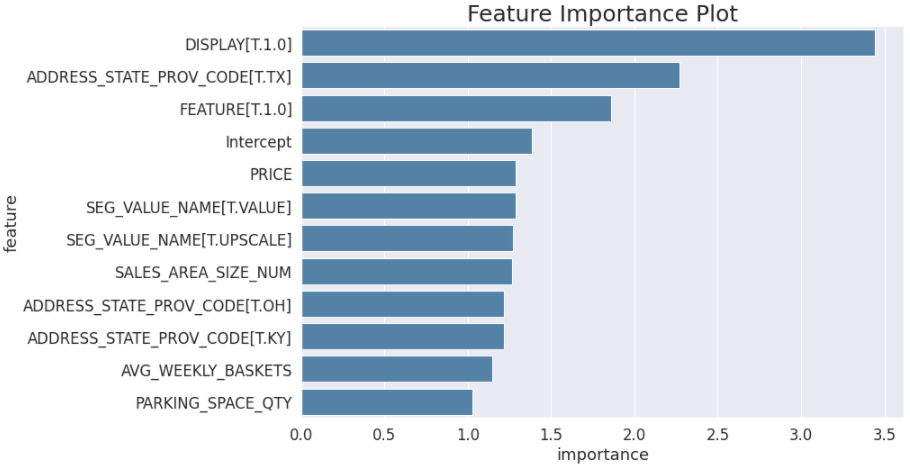 Feature Importance Plot
DISPLAY[T.1.0]
ADDRESS_STATE_PROV_CODE[T.TX]
FEATURE[T.1.0]
Intercept
PRICE
SEG_VALUE_NAME[T.VALUE]
SEG_VALUE_NAME[T.UPSCALE]
SALES_AREA_SIZE_NUM
ADDRESS_STATE_PROV_CODE[T.OH]
ADDRESS_STATE_PROV_CODE[T.KY]
AVG_WEEKLY_BASKETS
PARKING_SPACE_QTY
feature
0.0 0.5 1.0 1.5 2.0 2.5 3.0 3.5
importance